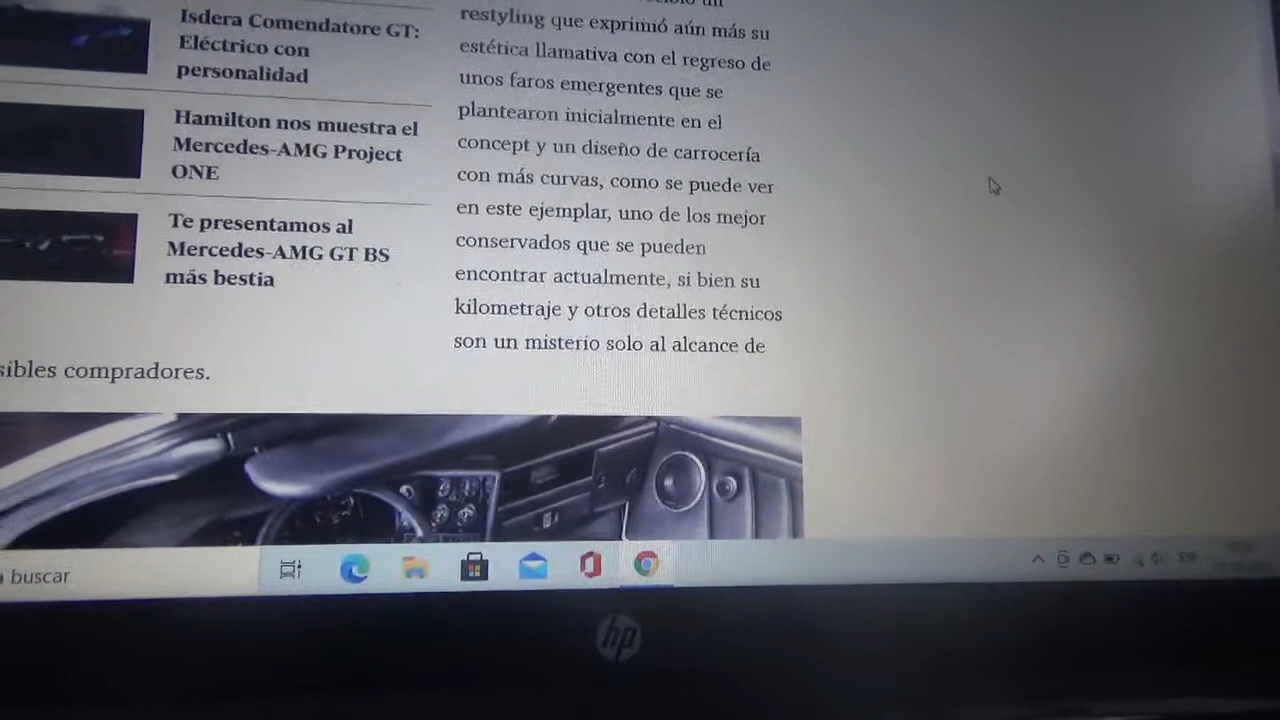 Isdera Comendatore GT:
Eléctrico con
personalidad
Hamilton nos muestra el
Mercedes-AMG Project
ONE
Te presentamos al
Mercedes-AMG GT BS
más bestia
restyling que exprimió aún más su
estética llamativa con el regreso de
unos faros emergentes que se
plantearon inicialmente en el
concept y un diseño de carrocería
con más curvas, como se puede ver
en este ejemplar, uno de los mejor
conservados que se pueden
encontrar actualmente, si bien su
kilometraje y otros detalles técnicos
son un misterio solo al alcance de
sibles compradores.
buscar
hp